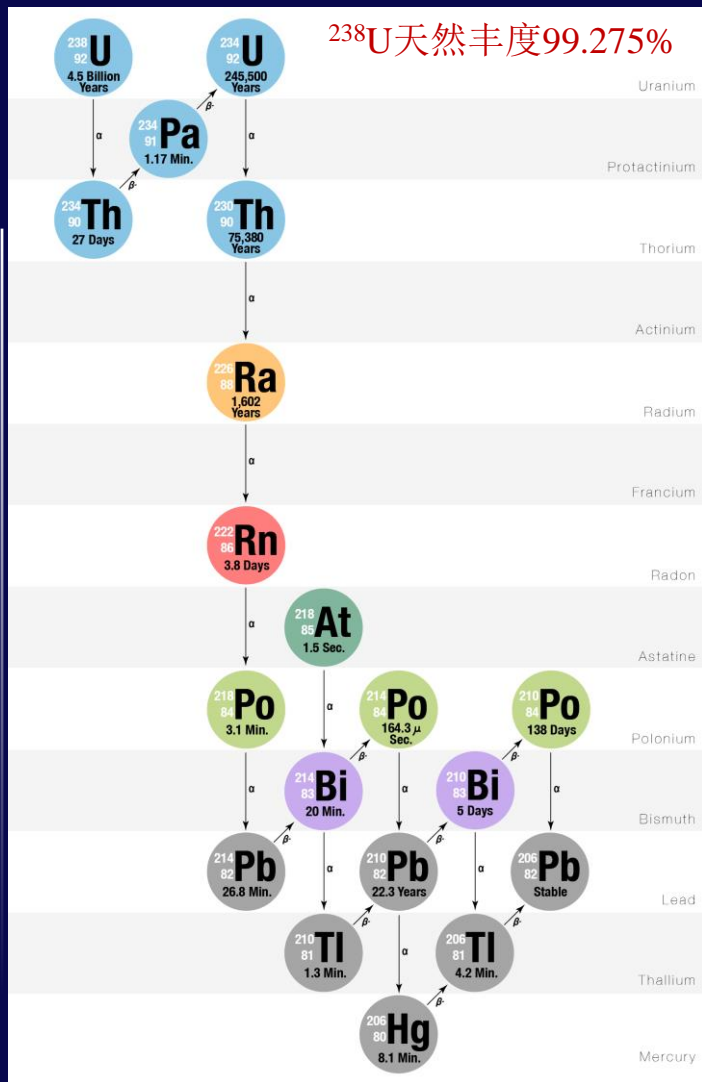 ²³⁸U天然丰度99.275%
238 92 U 4.5 Billion Years
234 92 U 245,500 Years
Uranium
α
β-
234 91 Pa 1.17 Min.
α
Protactinium
β-
234 90 Th 27 Days
230 90 Th 75,380 Years
Thorium
α
Actinium
226 88 Ra 1,602 Years
Radium
α
Francium
222 86 Rn 3.8 Days
Radon
α
218 85 At 1.5 Sec.
Astatine
218 84 Po 3.1 Min.
α
214 84 Po 164.3 μ Sec.
210 84 Po 138 Days
Polonium
β-
β-
α
214 83 Bi 20 Min.
α
210 83 Bi 5 Days
α
Bismuth
β-
β-
214 82 Pb 26.8 Min.
α
210 82 Pb 22.3 Years
α
206 82 Pb Stable
Lead
β-
β-
210 81 Tl 1.3 Min.
α
206 81 Tl 4.2 Min.
Thallium
β-
206 80 Hg 8.1 Min.
Mercury